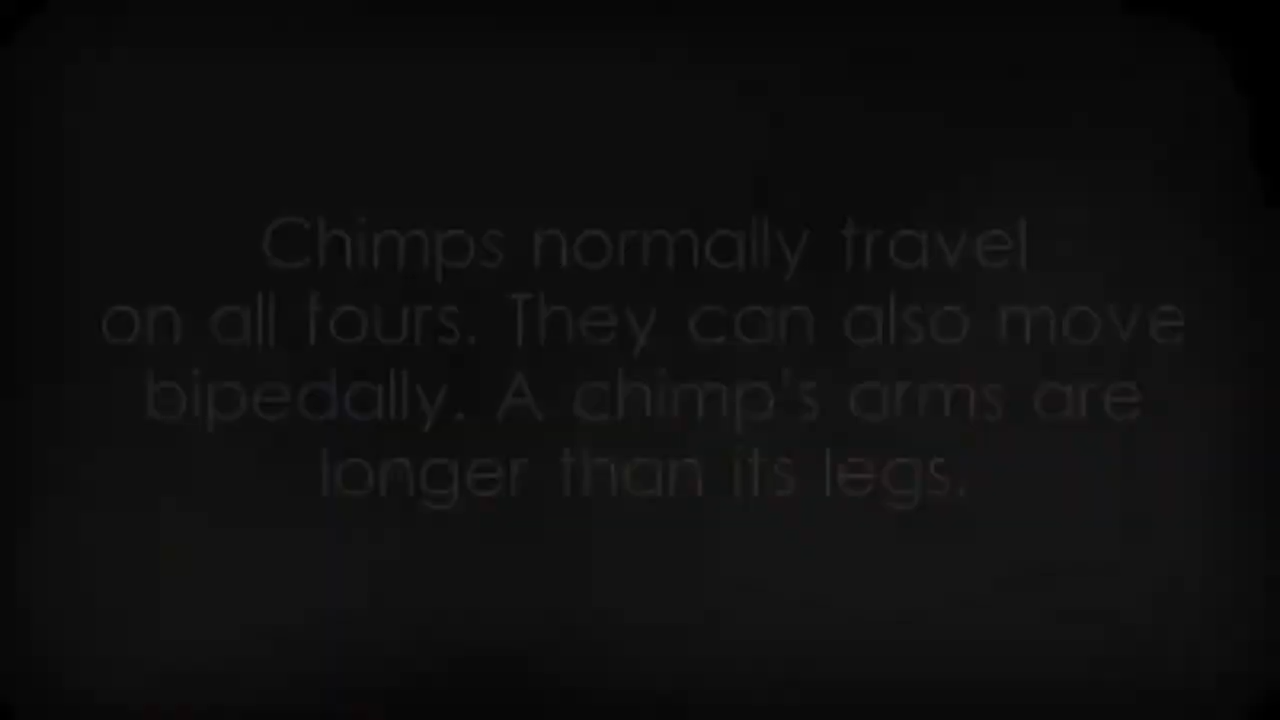 Chimps normally travel
on all fours. They can also move
bipedally. A chimp's arms are
longer than its legs.